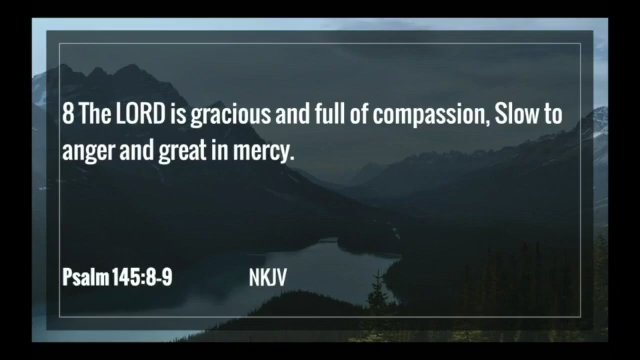 8 The LORD is gracious and full of compassion, Slow to
anger and great in mercy.
Psalm 145:8-9 NKJV